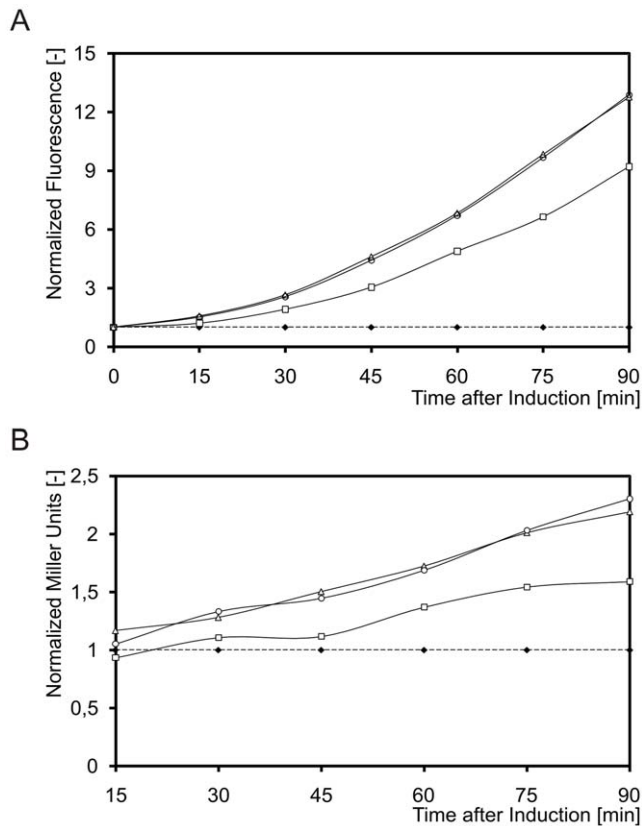 A
Normalized Fluorescence [-]
15
12
9
6
3
0
0 15 30 45 60 75 90
Time after Induction [min]
B
Normalized Miller Units [-]
2,5
2
1,5
1
0,5
0
15 30 45 60 75 90
Time after Induction [min]